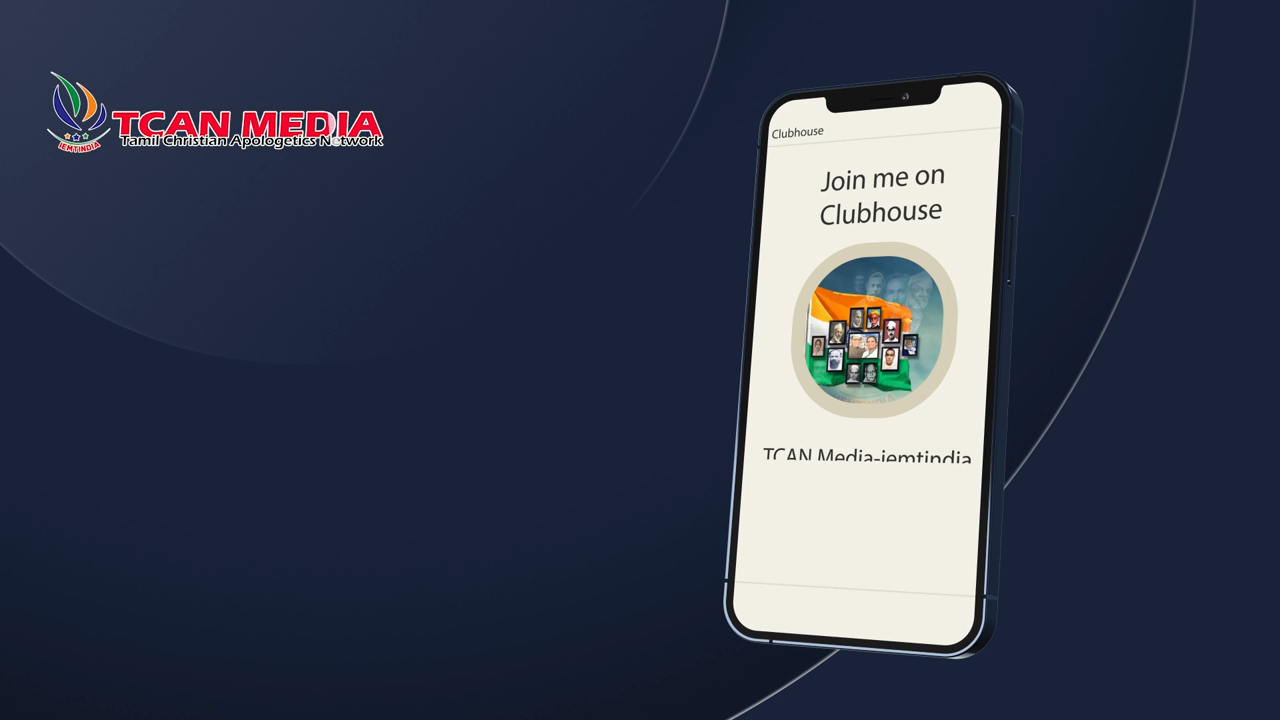 TCAN MEDIA
Tamil Christian Apologetics Network
IEMTINDIA
Clubhouse
Join me on
Clubhouse
TCAN Media-iemtindia